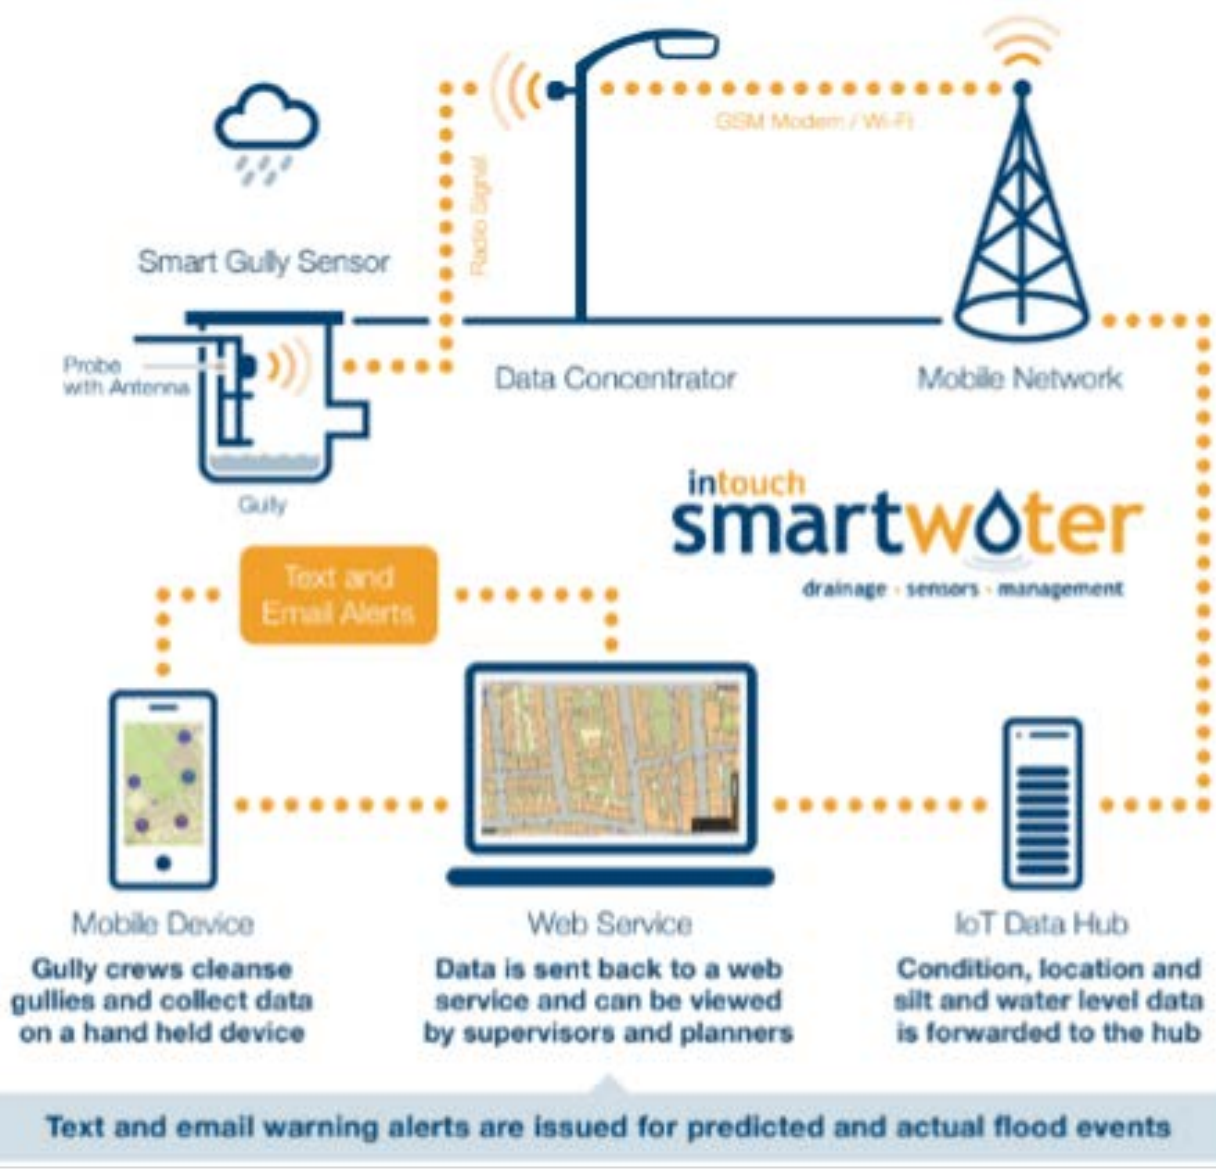 GSM Modem / Wi-Fi
Radio Signal
Smart Gully Sensor
Probe
with Antenna
Data Concentrator
Mobile Network
Gully
intouch
smartwater
drainage · sensors · management
Text and
Email Alerts
Mobile Device
Gully crews cleanse
gullies and collect data
on a hand held device
Web Service
Data is sent back to a web
service and can be viewed
by supervisors and planners
IoT Data Hub
Condition, location and
silt and water level data
is forwarded to the hub
Text and email warning alerts are issued for predicted and actual flood events